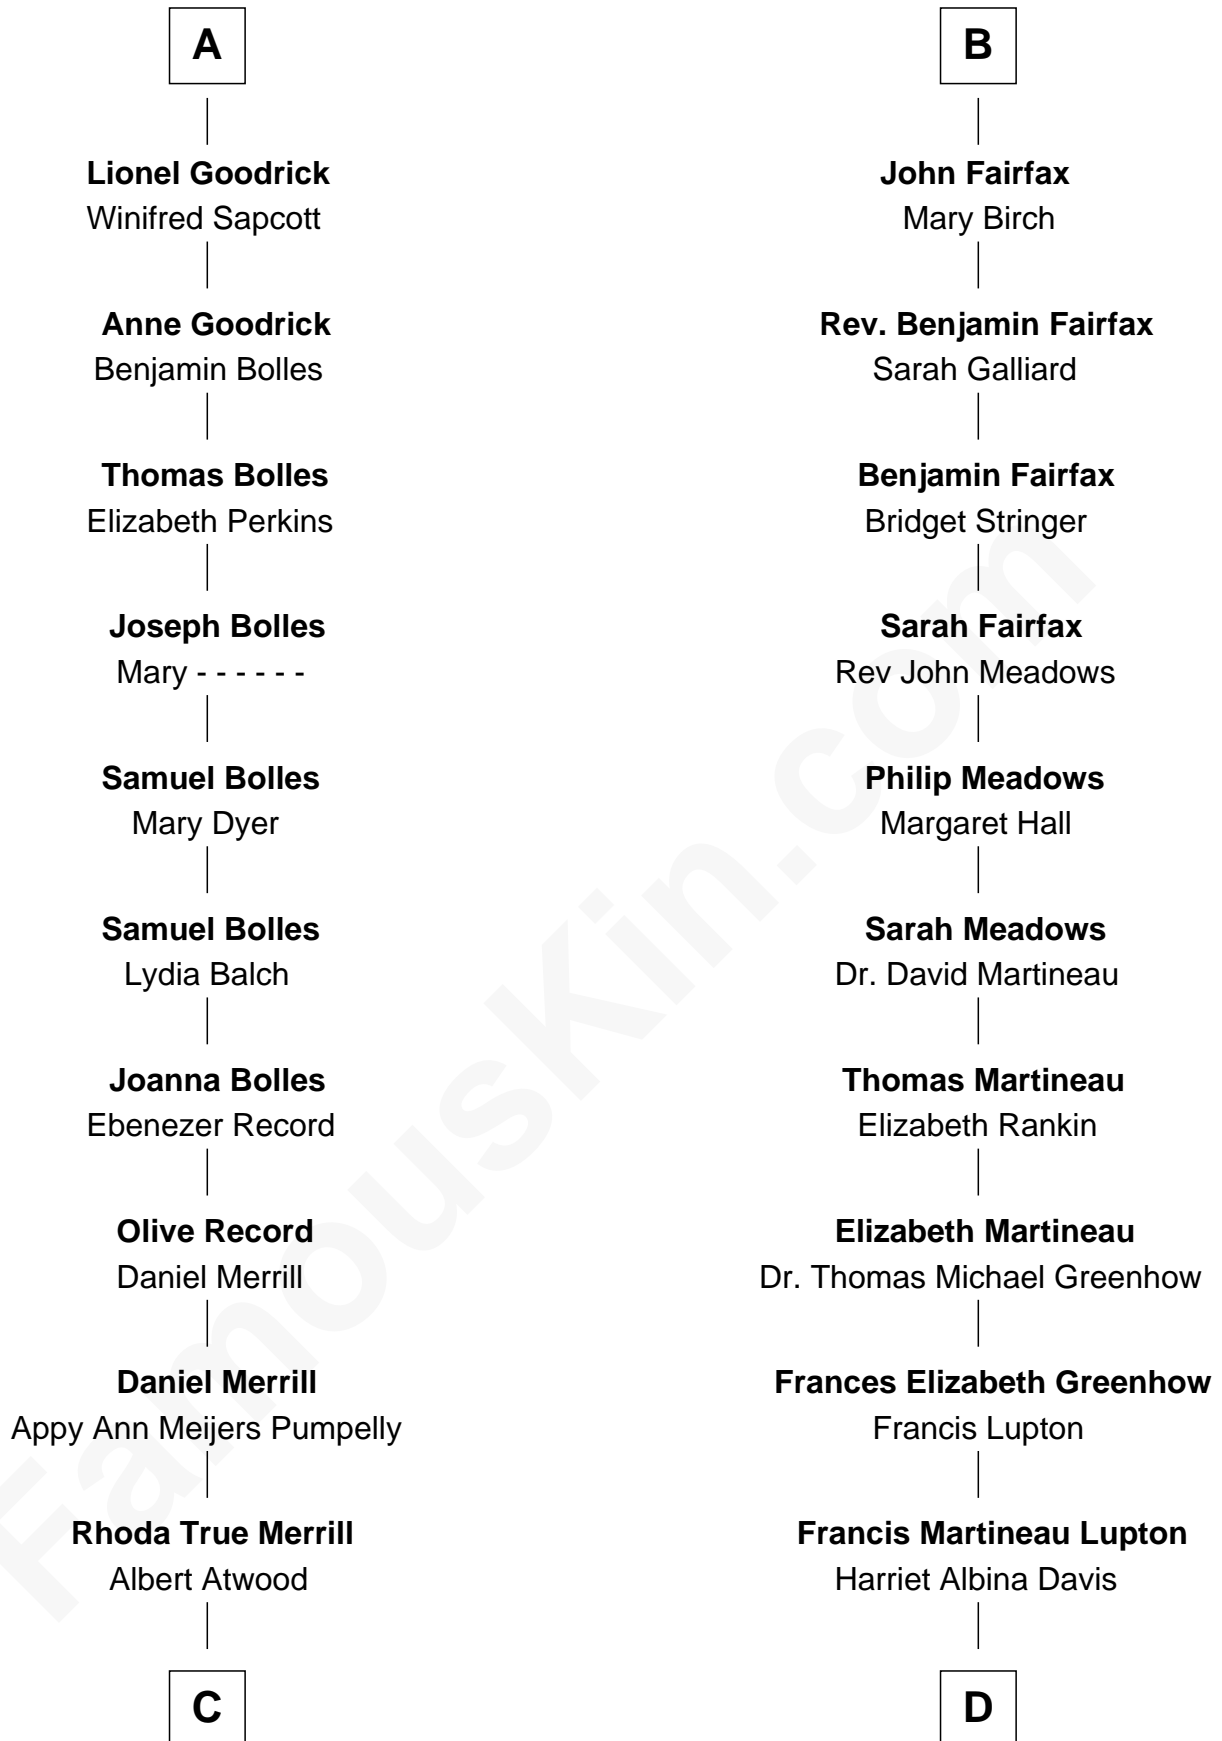 A
Lionel Goodrick
Winifred Sapcott
Anne Goodrick
Benjamin Bolles
Thomas Bolles
Elizabeth Perkins
Joseph Bolles
Mary - - - - - -
Samuel Bolles
Mary Dyer
Samuel Bolles
Lydia Balch
Joanna Bolles
Ebenezer Record
Olive Record
Daniel Merrill
Daniel Merrill
Appy Ann Meijers Pumpelly
Rhoda True Merrill
Albert Atwood
C
B
John Fairfax
Mary Birch
Rev. Benjamin Fairfax
Sarah Galliard
Benjamin Fairfax
Bridget Stringer
Sarah Fairfax
Rev John Meadows
Philip Meadows
Margaret Hall
Sarah Meadows
Dr. David Martineau
Thomas Martineau
Elizabeth Rankin
Elizabeth Martineau
Dr. Thomas Michael Greenhow
Frances Elizabeth Greenhow
Francis Lupton
Francis Martineau Lupton
Harriet Albina Davis
D
FamousKin.com